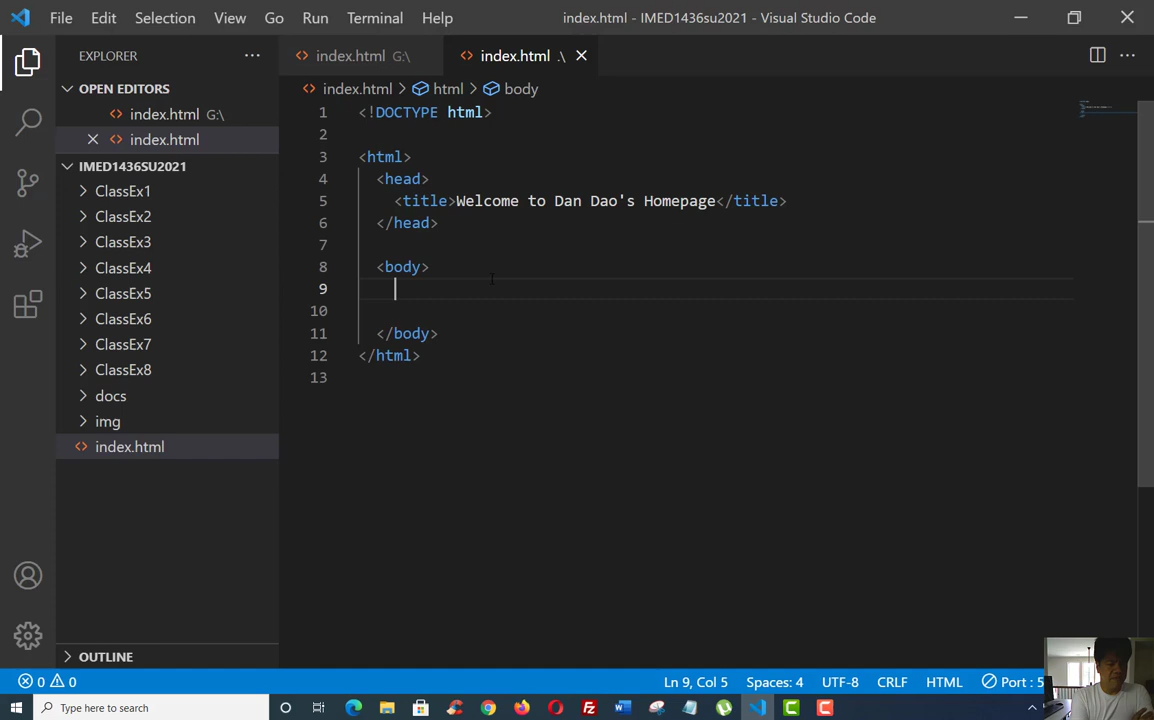 File Edit Selection View Go Run Terminal Help index.html - IMED1436su2021 - Visual Studio Code
EXPLORER ...
index.html G:\ index.html .\
OPEN EDITORS
index.html G:\
index.html
IMED1436SU2021
ClassEx1
ClassEx2
ClassEx3
ClassEx4
ClassEx5
ClassEx6
ClassEx7
ClassEx8
docs
img
index.html
OUTLINE
index.html > html > body
1 <!DOCTYPE html>
2
3 <html>
4 <head>
5 <title>Welcome to Dan Dao's Homepage</title>
6 </head>
7
8 <body>
9
10
11 </body>
12 </html>
13
0 0 Ln 9, Col 5 Spaces: 4 UTF-8 CRLF HTML Port : 5
Type here to search